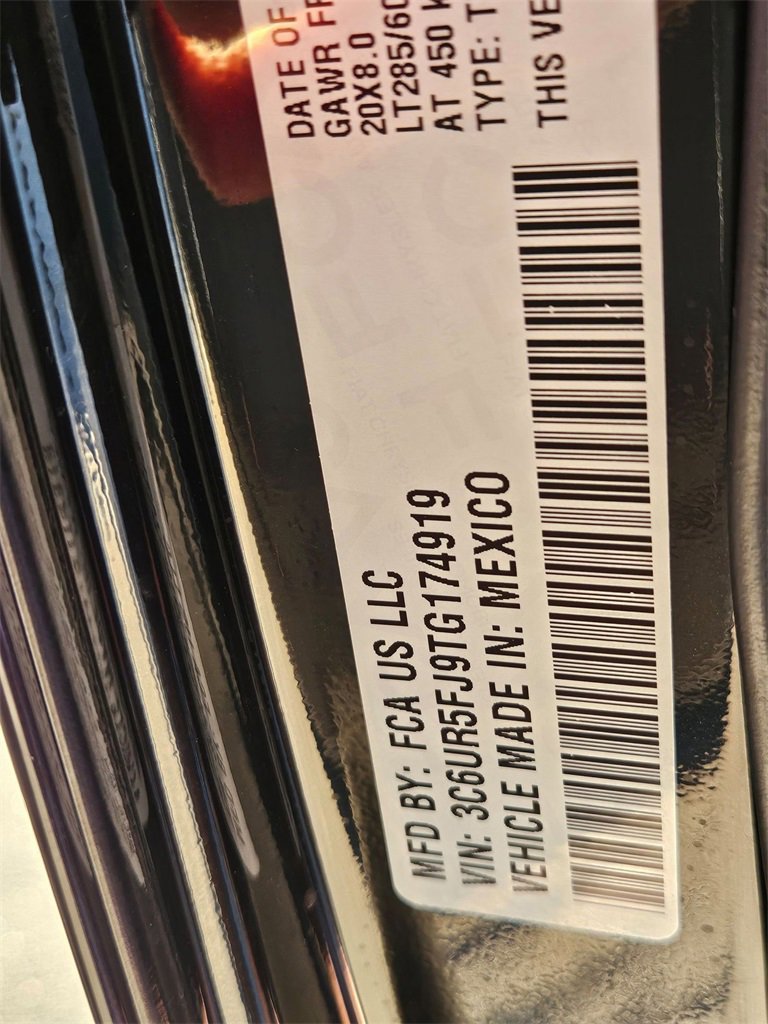 MFD BY: FCA US LLC
VIN: 3C6UR5FJ9TG174919
VEHICLE MADE IN: MEXICO
DATE OF
GAWR FR
20X8.0
LT285/60
AT 450 K
TYPE: T
THIS VE